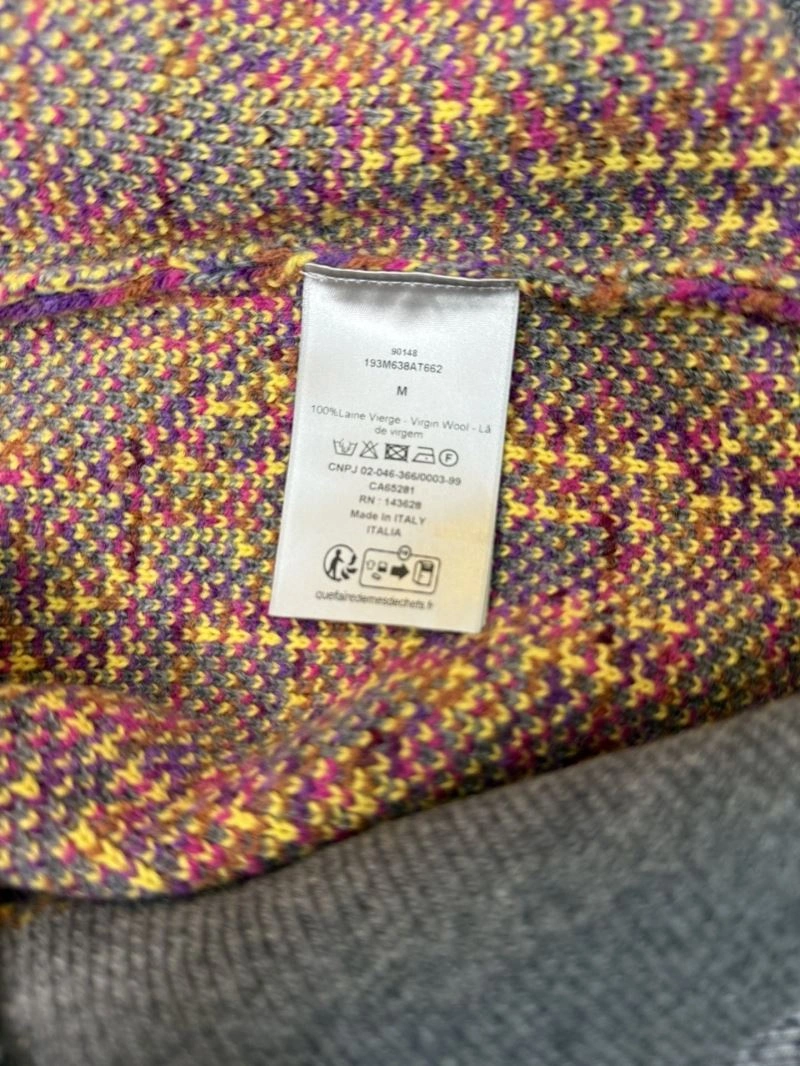 90148
193M638AT662
M
100%Laine Vierge - Virgin Wool - Lã
de virgem
F
CNPJ 02-046-366/0003-99
CA65281
RN : 143628
Made in ITALY
ITALIA
FR
quefairedemesdechets.fr